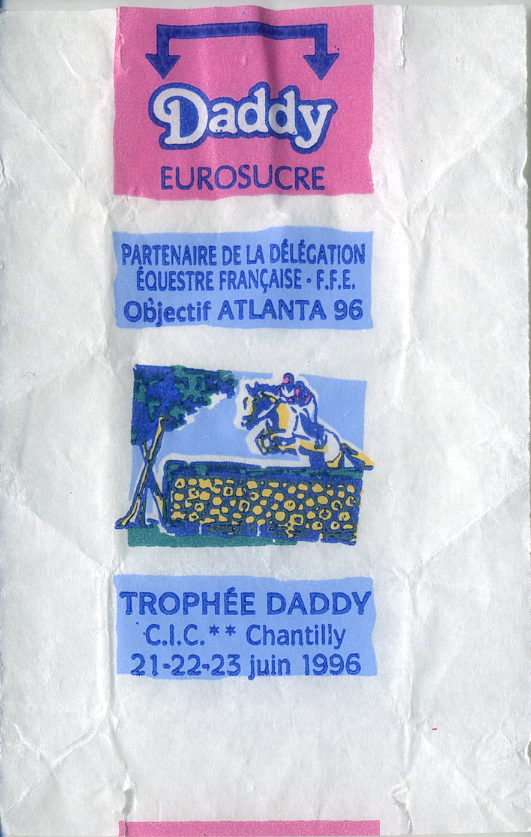 Daddy
EUROSUCRE
PARTENAIRE DE LA DÉLÉGATION
ÉQUESTRE FRANÇAISE - F.F.E.
Objectif ATLANTA 96
TROPHÉE DADDY
C.I.C.** Chantilly
21-22-23 juin 1996